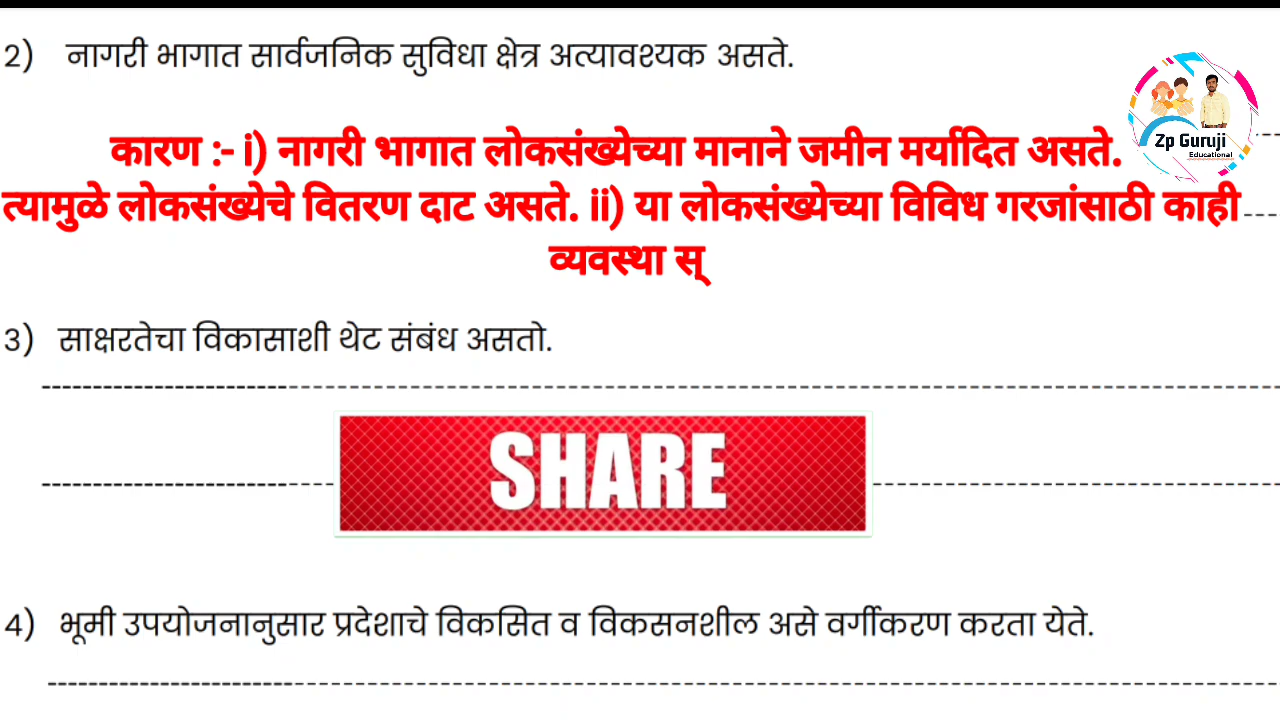 2) नागरी भागात सार्वजनिक सुविधा क्षेत्र अत्यावश्यक असते.
Zp Guruji
Educational
कारण :- i) नागरी भागात लोकसंख्येच्या मानाने जमीन मर्यादित असते.
त्यामुळे लोकसंख्येचे वितरण दाट असते. ii) या लोकसंख्येच्या विविध गरजांसाठी काही
व्यवस्था स्
3) साक्षरतेचा विकासाशी थेट संबंध असतो.
SHARE
4) भूमी उपयोजनानुसार प्रदेशाचे विकसित व विकसनशील असे वर्गीकरण करता येते.